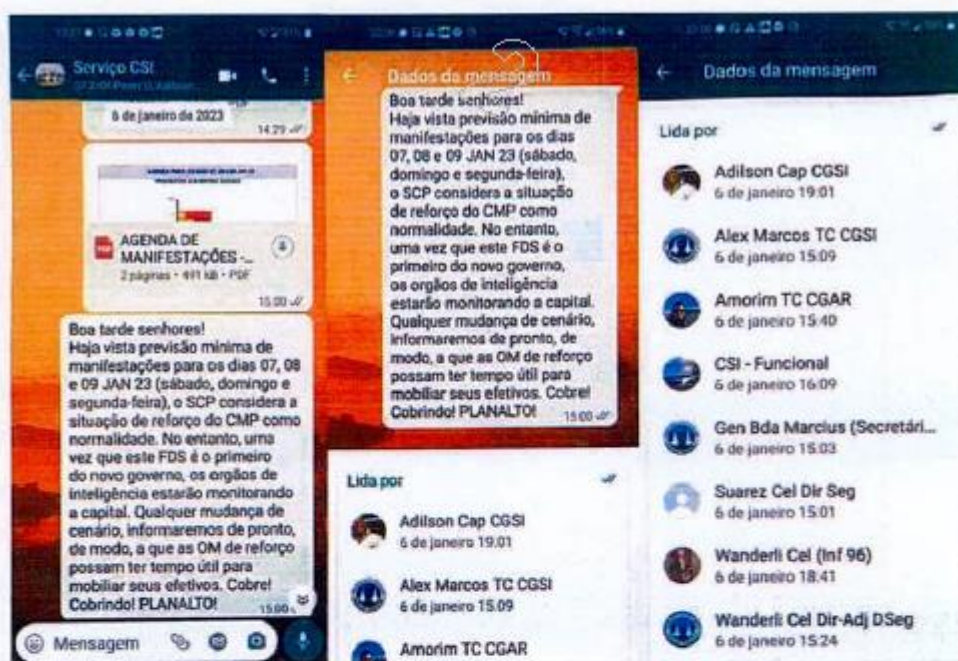 Serviço CSI
6 de janeiro de 2023
14:29
AGENDA DE
MANIFESTAÇÕES -...
2 páginas • 491 kB • PDF
15:00
Boa tarde senhores!
Haja vista previsão mínima de
manifestações para os dias 07, 08
e 09 JAN 23 (sábado, domingo e
segunda-feira), o SCP considera a
situação de reforço do CMP como
normalidade. No entanto, uma
vez que este FDS é o primeiro
do novo governo, os orgãos de
inteligência estarão monitorando
a capital. Qualquer mudança de
cenário, informaremos de pronto,
de modo, a que as OM de reforço
possam ter tempo útil para
mobiliar seus efetivos. Cobre!
Cobrindo! PLANALTO!
15:00
Mensagem
Dados da mensagem
Boa tarde senhores!
Haja vista previsão mínima de
manifestações para os dias
07, 08 e 09 JAN 23 (sábado,
domingo e segunda-feira),
o SCP considera a situação
de reforço do CMP como
normalidade. No entanto,
uma vez que este FDS é o
primeiro do novo governo,
os orgãos de inteligência
estarão monitorando a capital.
Qualquer mudança de cenário,
informaremos de pronto, de
modo, a que as OM de reforço
possam ter tempo útil para
mobiliar seus efetivos. Cobre!
Cobrindo! PLANALTO!
15:00
Lida por
Adilson Cap CGSI
6 de janeiro 19:01
Alex Marcos TC CGSI
6 de janeiro 15:09
Amorim TC CGAR
Dados da mensagem
Lida por
Adilson Cap CGSI
6 de janeiro 19:01
Alex Marcos TC CGSI
6 de janeiro 15:09
Amorim TC CGAR
6 de janeiro 15:40
CSI - Funcional
6 de janeiro 16:09
Gen Bda Marcius (Secretári...
6 de janeiro 15:03
Suarez Cel Dir Seg
6 de janeiro 15:01
Wanderli Cel (Inf 96)
6 de janeiro 18:41
Wanderli Cel Dir-Adj DSeg
6 de janeiro 15:24